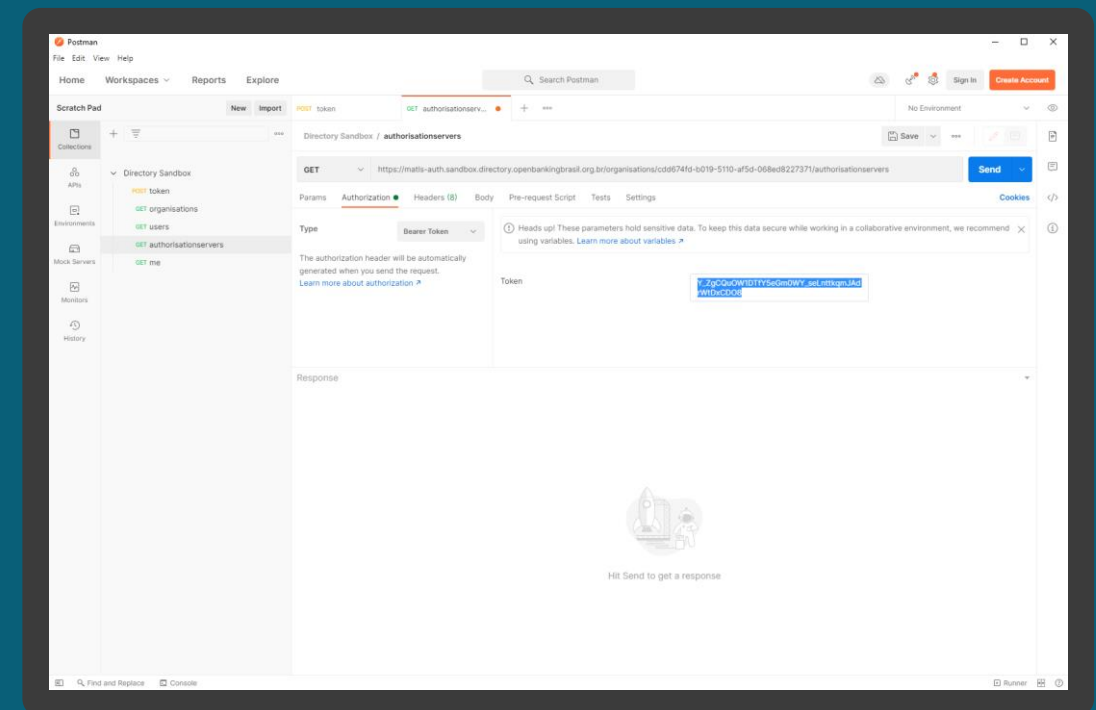 Postman
File Edit View Help
Home Workspaces Reports Explore
Search Postman
Sign In Create Account
Scratch Pad New Import
POST token
GET authorisationserv...
No Environment
Collections
APIs
Environments
Mock Servers
Monitors
History
Directory Sandbox
POST token
GET organisations
GET users
GET authorisationservers
GET me
Directory Sandbox / authorisationservers
Save
GET https://matls-auth.sandbox.directory.openbankingbrasil.org.br/organisations/cdd674fd-b019-5110-af5d-068ed8227371/authorisationservers
Send
Params Authorization Headers (8) Body Pre-request Script Tests Settings
Cookies
Type Bearer Token
The authorization header will be automatically
generated when you send the request.
Learn more about authorization ↗
Heads up! These parameters hold sensitive data. To keep this data secure while working in a collaborative environment, we recommend
using variables. Learn more about variables ↗
Token
Response
Hit Send to get a response
Find and Replace Console
Runner